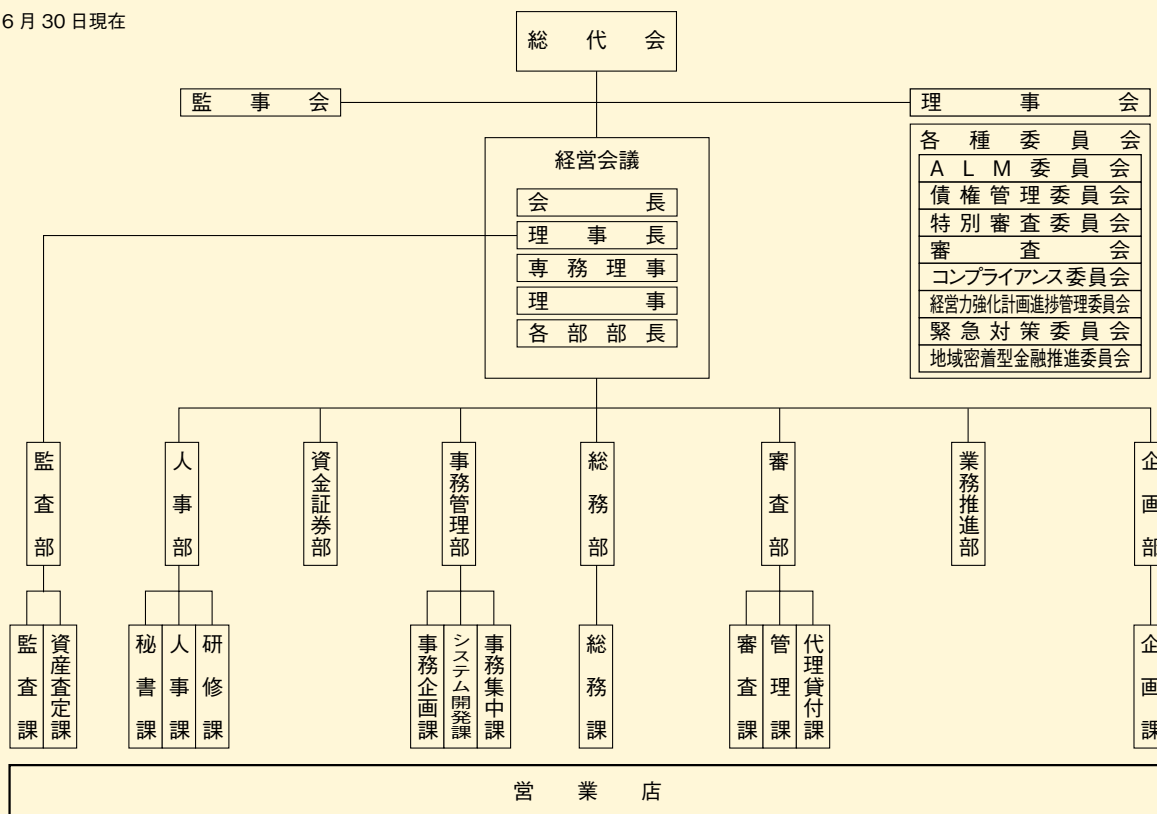 6月30日現在
総代会
監事会
理事会
各種委員会
ALM委員会
債権管理委員会
特別審査委員会
審査会
コンプライアンス委員会
経営力強化計画進捗管理委員会
緊急対策委員会
地域密着型金融推進委員会
経営会議
会長
理事長
専務理事
理事
各部部長
監査部
人事部
資金証券部
事務管理部
総務部
審査部
業務推進部
企画部
監査課
資産査定課
秘書課
人事課
研修課
事務企画課
システム開発課
事務集中課
総務課
審査課
管理課
代理貸付課
企画課
営業店